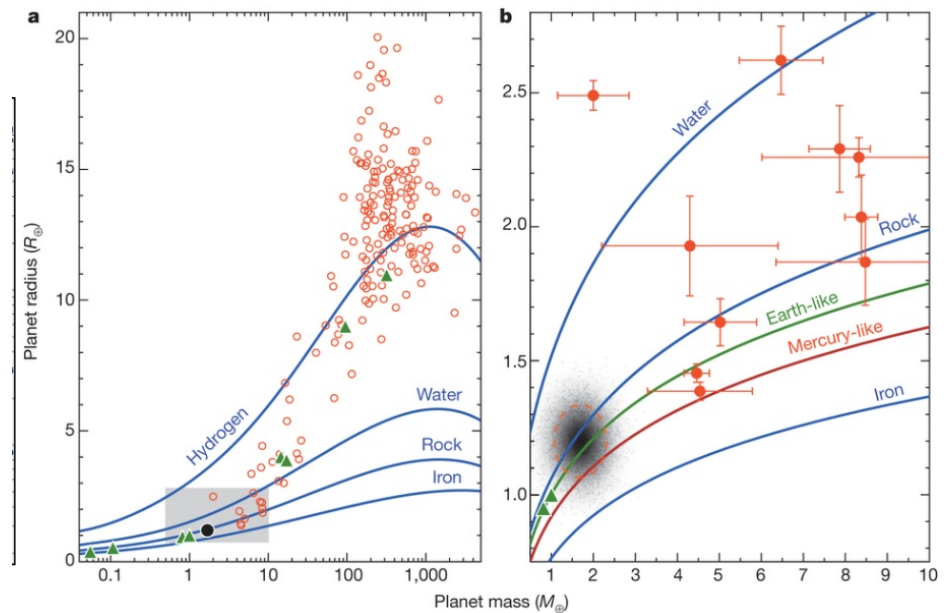 a
b
20
15
10
5
0
Planet radius (R⊕)
Hydrogen
Water
Rock
Iron
0.1
1
10
100
1,000
2.5
2.0
1.5
1.0
Water
Rock
Earth-like
Mercury-like
Iron
1
2
3
4
5
6
7
8
9
10
Planet mass (M⊕)